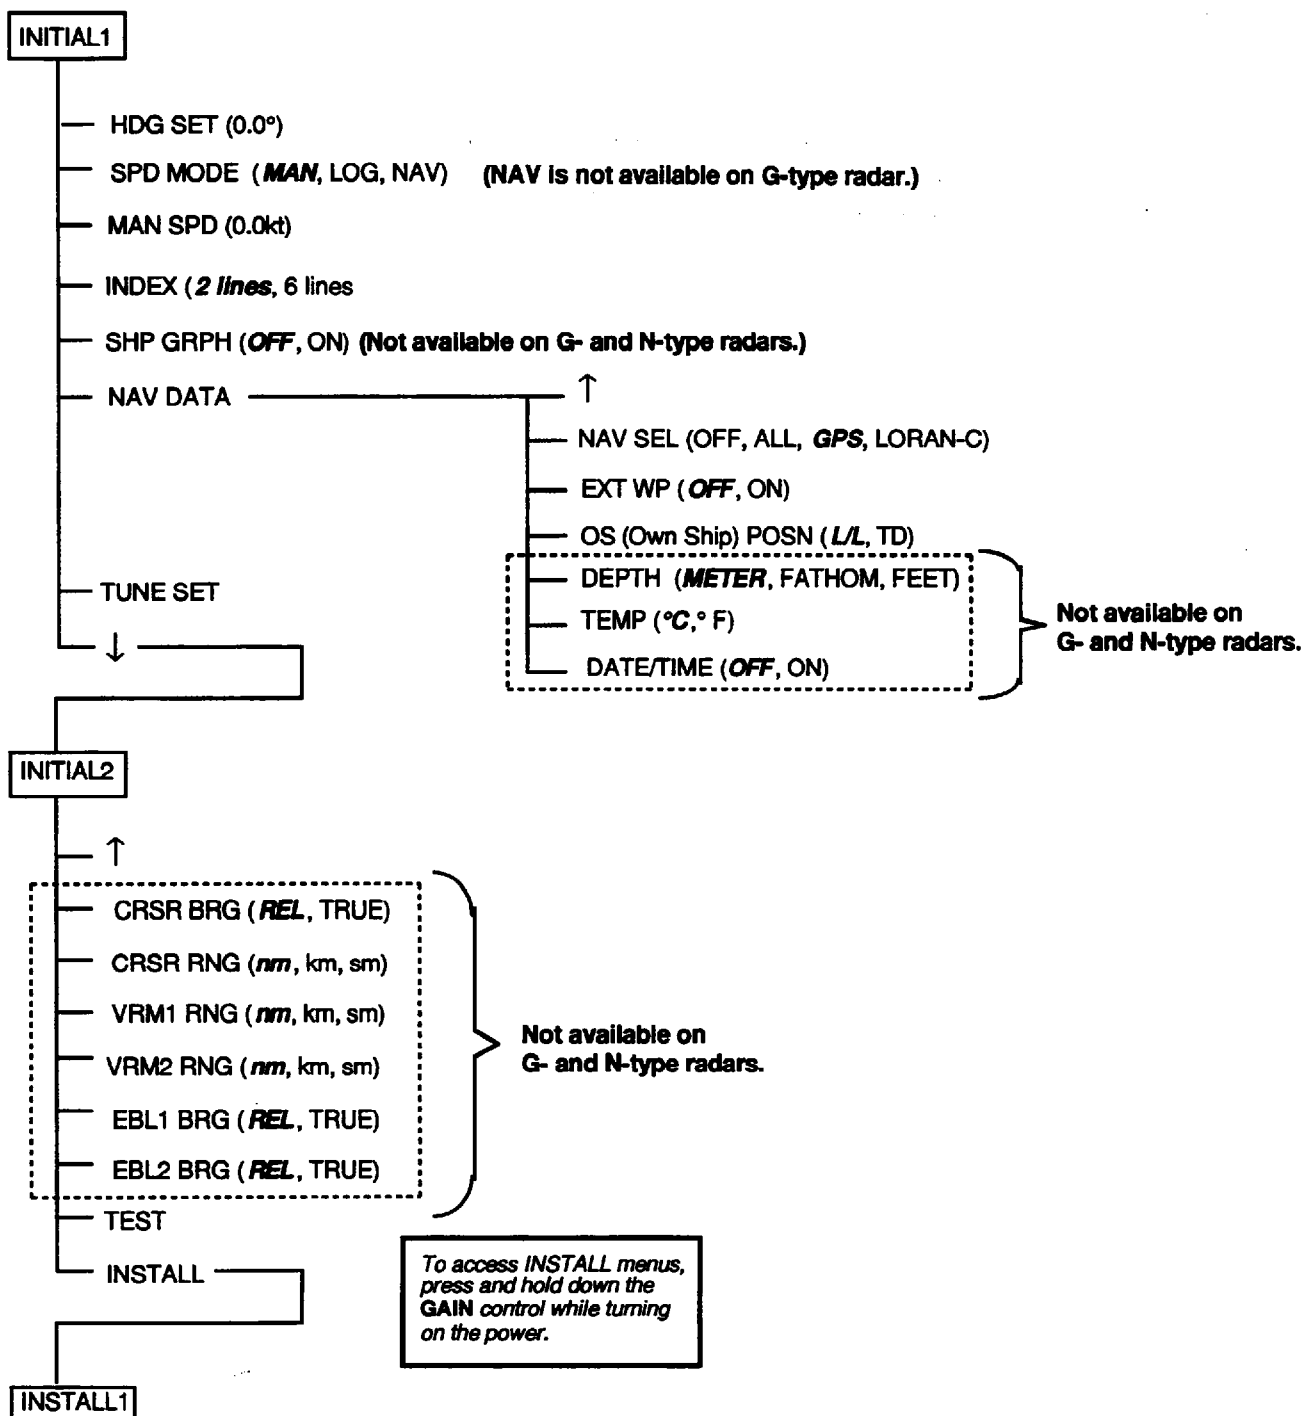 INITIAL1
HDG SET (0.0°)
SPD MODE (MAN, LOG, NAV) (NAV is not available on G-type radar.)
MAN SPD (0.0kt)
INDEX (2 lines, 6 lines
SHP GRPH (OFF, ON) (Not available on G- and N-type radars.)
NAV DATA
↑
NAV SEL (OFF, ALL, GPS, LORAN-C)
EXT WP (OFF, ON)
OS (Own Ship) POSN (L/L, TD)
DEPTH (METER, FATHOM, FEET)
TEMP (°C,° F)
DATE/TIME (OFF, ON)
Not available on
G- and N-type radars.
TUNE SET
↓
INITIAL2
↑
CRSR BRG (REL, TRUE)
CRSR RNG (nm, km, sm)
VRM1 RNG (nm, km, sm)
VRM2 RNG (nm, km, sm)
EBL1 BRG (REL, TRUE)
EBL2 BRG (REL, TRUE)
Not available on
G- and N-type radars.
TEST
INSTALL
To access INSTALL menus,
press and hold down the
GAIN control while turning
on the power.
INSTALL1